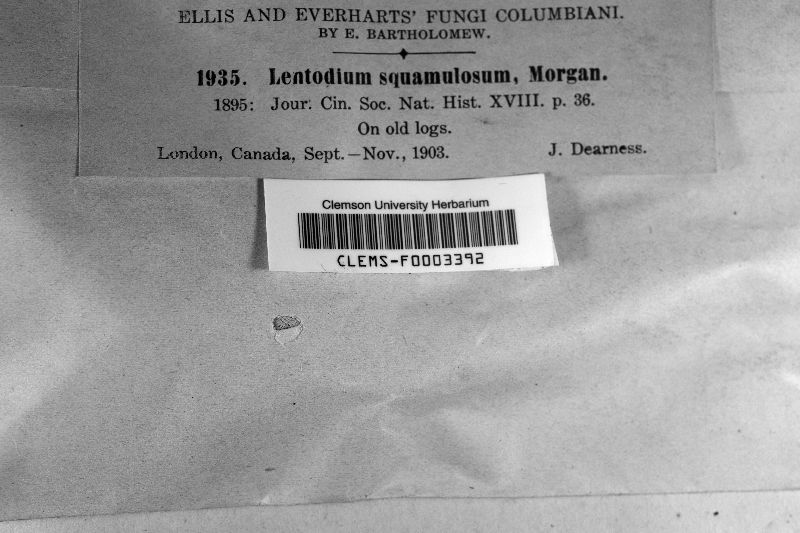 ELLIS AND EVERHARTS' FUNGI COLUMBIANI.
BY E. BARTHOLOMEW.
1935. Lentodium squamulosum, Morgan.
1895: Jour. Cin. Soc. Nat. Hist. XVIII. p. 36.
On old logs.
London, Canada, Sept.—Nov., 1903. J. Dearness.
Clemson University Herbarium
CLEMS-F0003392